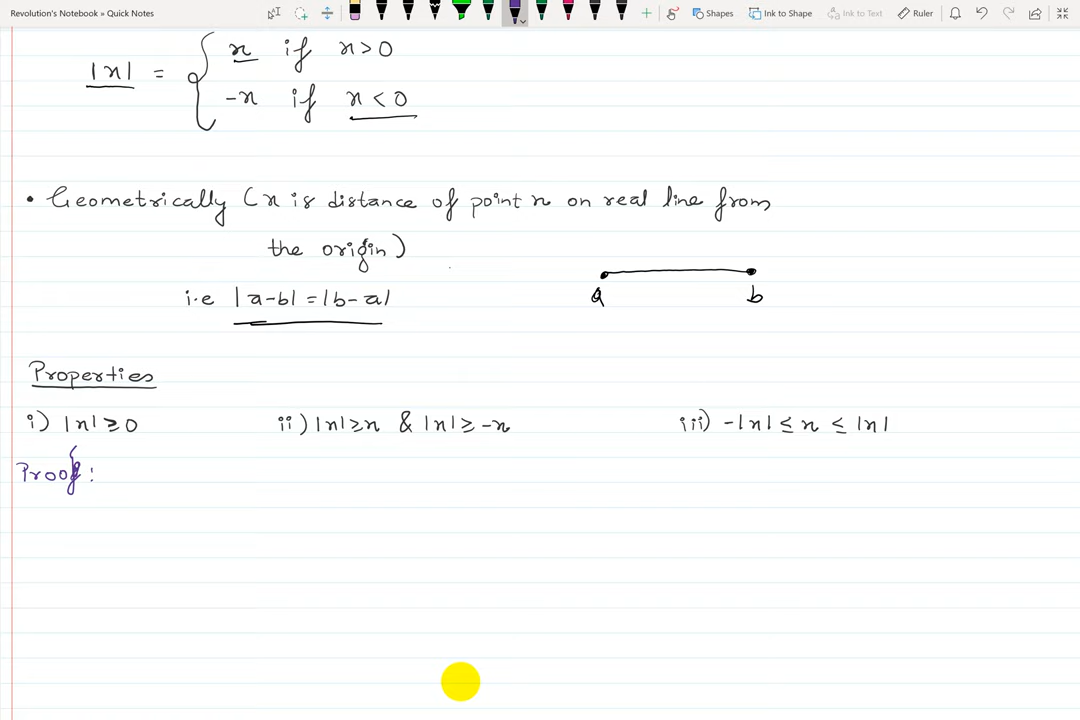 Revolution's Notebook » Quick Notes
Shapes Ink to Shape Ink to Text Ruler
|x| = { x if x > 0
-x if x < 0
• Geometrically (x is distance of point x on real line from
the origin)
i.e |a-b| = |b-a|
a b
Properties
i) |x| ≥ 0 ii) |x| ≥ x & |x| ≥ -x iii) -|x| ≤ x ≤ |x|
Proof: